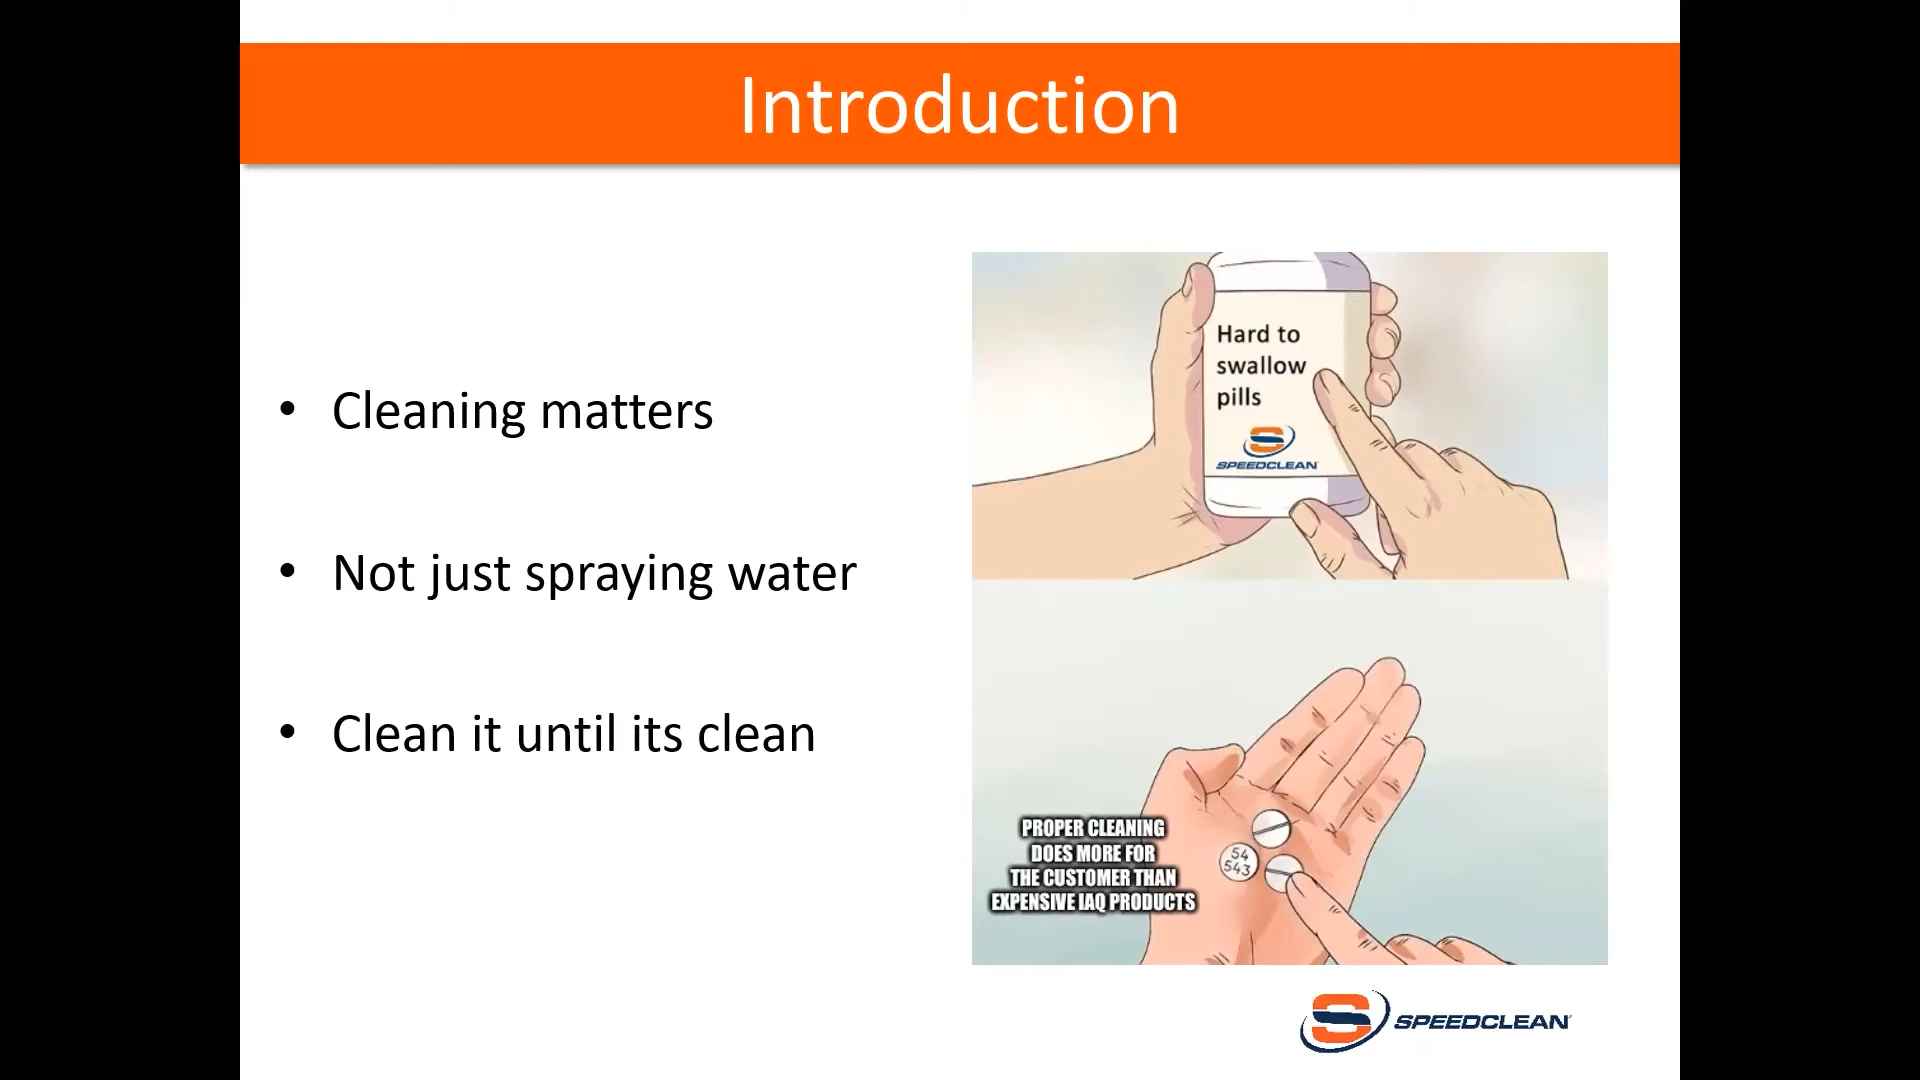 Introduction
• Cleaning matters
• Not just spraying water
• Clean it until its clean
Hard to
swallow
pills
SPEEDCLEAN
PROPER CLEANING
DOES MORE FOR
THE CUSTOMER THAN
EXPENSIVE IAQ PRODUCTS
54
543
SPEEDCLEAN